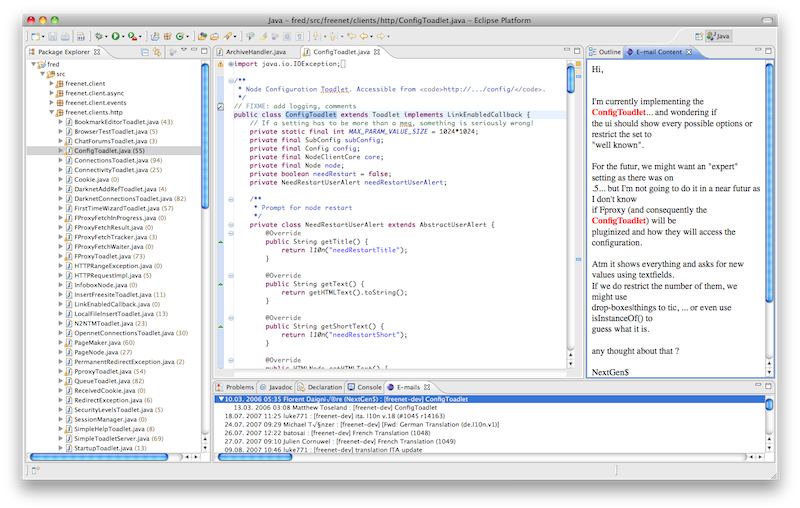 Java – fred/src/freenet/clients/http/ConfigToadlet.java – Eclipse Platform
Java
Package Explorer
fred
src
freenet.client
freenet.client.async
freenet.client.events
freenet.clients.http
BookmarkEditorToadlet.java (43)
BrowserTestToadlet.java (5)
ChatForumsToadlet.java (2)
ConfigToadlet.java (55)
ConnectionsToadlet.java (94)
ConnectivityToadlet.java (25)
Cookie.java (0)
DarknetAddRefToadlet.java (2)
DarknetConnectionsToadlet.java (82)
FirstTimeWizardToadlet.java (57)
FProxyFetchInProgress.java (0)
FProxyFetchResult.java (0)
FProxyFetchTracker.java (3)
FProxyFetchWaiter.java (0)
FProxyToadlet.java (0)
HTTPRangeException.java (0)
HTTPRequestImpl.java (5)
InfoboxNode.java (0)
InsertFreesiteToadlet.java (11)
LinkEnabledCallback.java (0)
LocalFileInsertToadlet.java (3)
N2NTMToadlet.java (23)
OpennetConnectionsToadlet.java (30)
PageMaker.java (60)
PageNode.java (27)
PermanentRedirectException.java (2)
PproxyToadlet.java (54)
QueueToadlet.java (82)
ReceivedCookie.java (0)
RedirectException.java (6)
SecurityLevelsToadlet.java (5)
SessionManager.java (0)
SimpleHelpToadlet.java (2)
SimpleToadletServer.java (69)
StartupToadlet.java (2)
ArchiveHandler.java
ConfigToadlet.java
import java.io.IOException;
/**
* Node Configuration Toadlet. Accessible from <code>http://.../config/</code>.
*/
// FIXME: add logging, comments
public class ConfigToadlet extends Toadlet implements LinkEnabledCallback {
// If a setting has to be more than a meg, something is seriously wrong!
private static final int MAX_PARAM_VALUE_SIZE = 1024*1024;
private final SubConfig subConfig;
private final Config config;
private final NodeClientCore core;
private final Node node;
private boolean needRestart = false;
private NeedRestartUserAlert needRestartUserAlert;
/**
* Prompt for node restart
*/
private class NeedRestartUserAlert extends AbstractUserAlert {
@Override
public String getTitle() {
return l10n("needRestartTitle");
}
@Override
public String getText() {
return getHTMLText().toString();
}
@Override
public String getShortText() {
return l10n("needRestartShort");
}
@Override
public HTMLNode getHTMLText() {
Outline
E-mail Content
Hi,
I'm currently implementing the
ConfigToadlet... and wondering if
the ui should show every possible options or
restrict the set to
"well known".
For the futur, we might want an "expert"
setting as there was on
.5... but I'm not going to do it in a near futur as
I don't know
if Fproxy (and consequently the
ConfigToadlet) will be
pluginized and how they will access the
configuration.
Atm it shows everything and asks for new
values using textfields.
If we do restrict the number of them, we
might use
drop-boxes|things to tic, ... or even use
isInstanceOf() to
guess what it is.
any thought about that ?
NextGen$
Problems
Javadoc
Declaration
Console
E-mails
10.03. 2006 05:35 Florent Daigni√®re (NextGen$) : [freenet-dev] ConfigToadlet
13.03. 2006 03:08 Matthew Toseland : [freenet-dev] ConfigToadlet
18.07. 2007 11:25 luke771 : [freenet-dev] ita. l10n v.18 (#1045 r14163)
24.07. 2007 09:29 Michael T√§nzer : [freenet-dev] [Fwd: German Translation (de.l10n.v1)]
26.07. 2007 12:22 batosai : [freenet-dev] French Translation (1048)
27.07. 2007 09:10 Julien Cornuwel : [freenet-dev] French Translation (1049)
09.08. 2007 10:46 luke771 : [freenet-dev] translation ITA update